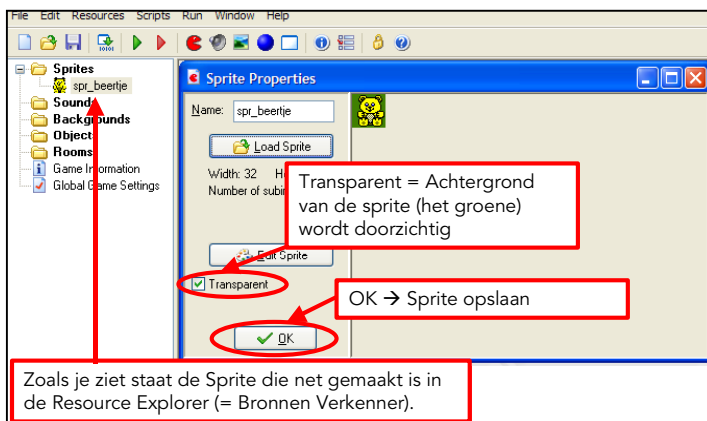 File Edit Resources Scripts Run Window Help
Sprites
spr_beertje
Sounds
Backgrounds
Objects
Rooms
Game Information
Global Game Settings
Sprite Properties
Name: spr_beertje
Load Sprite
Width: 32
Number of
Transparent = Achtergrond
van de sprite (het groene)
wordt doorzichtig
Edit Sprite
Transparent
OK → Sprite opslaan
OK
Zoals je ziet staat de Sprite die net gemaakt is in
de Resource Explorer (= Bronnen Verkenner).